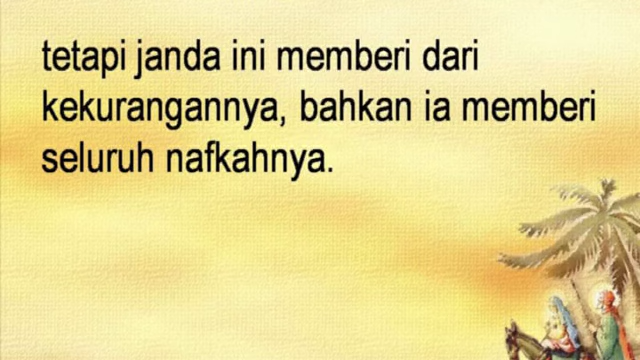 tetapi janda ini memberi dari
kekurangannya, bahkan ia memberi
seluruh nafkahnya.